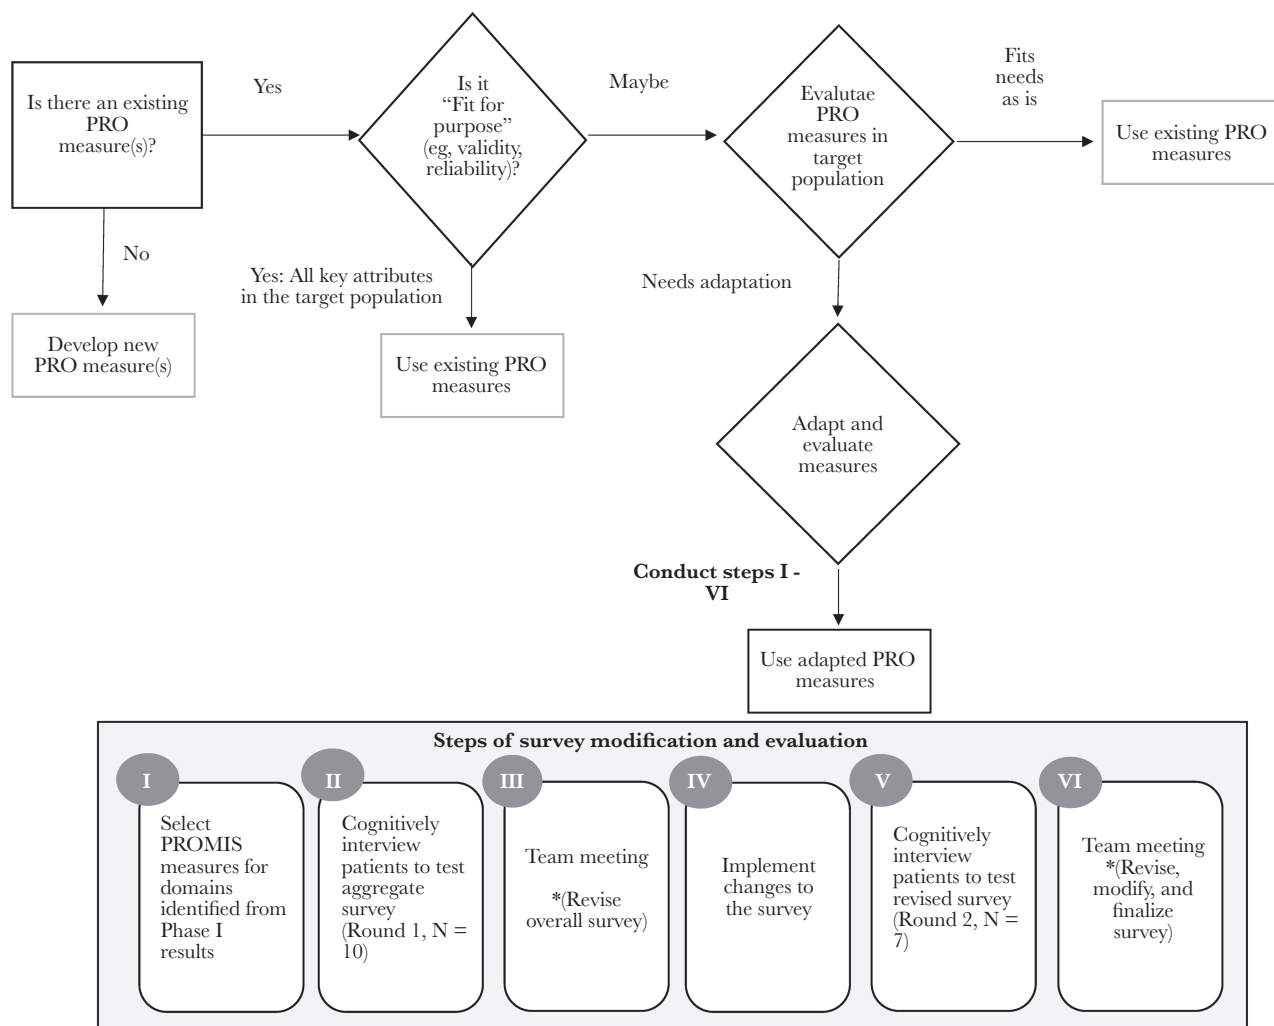 Is there an existing
PRO
measure(s)?
Yes
Is it
“Fit for
purpose”
(eg, validity,
reliability)?
Maybe
Evalutae
PRO
measures in
target
population
Fits
needs
as is
Use existing PRO
measures
No
Develop new
PRO measure(s)
Yes: All key attributes
in the target population
Use existing PRO
measures
Needs adaptation
Adapt and
evaluate
measures
Conduct steps I -
VI
Use adapted PRO
measures
Steps of survey modification and evaluation
I
Select
PROMIS
measures for
domains
identified from
Phase I
results
II
Cognitively
interview
patients to test
aggregate
survey
(Round 1, N =
10)
III
Team meeting
*(Revise
overall survey)
IV
Implement
changes to
the survey
V
Cognitively
interview
patients to test
revised survey
(Round 2, N =
7)
VI
Team meeting
*(Revise,
modify, and
finalize
survey)